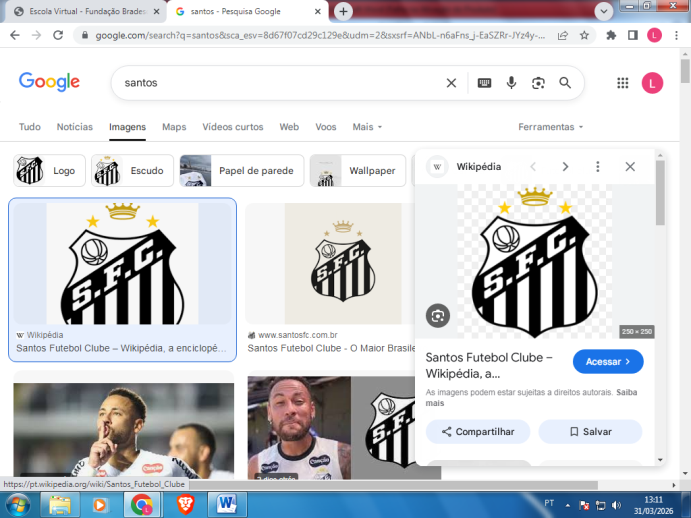 Escola Virtual - Fundação Brades
santos - Pesquisa Google
google.com/search?q=santos&sca_esv=8d67f07cd29c129e&udm=2&sxsrf=ANbL-n6aFns_j-EaSZRr-JYz4y-...
L
Google
santos
L
Tudo
Notícias
Imagens
Maps
Vídeos curtos
Web
Voos
Mais
Ferramentas
Logo
Escudo
Papel de parede
Wallpaper
W Wikipédia
S.F.C.
S.F.C.
S.F.C.
W Wikipédia
Santos Futebol Clube – Wikipédia, a enciclopé...
www.santosfc.com.br
Santos Futebol Clube - O Maior Brasile
250 × 250
Santos Futebol Clube –
Wikipédia, a...
Acessar
As imagens podem estar sujeitas a direitos autorais. Saiba
mais
Compartilhar
Salvar
https://pt.wikipedia.org/wiki/Santos_Futebol_Clube
PT
13:11
31/03/2026